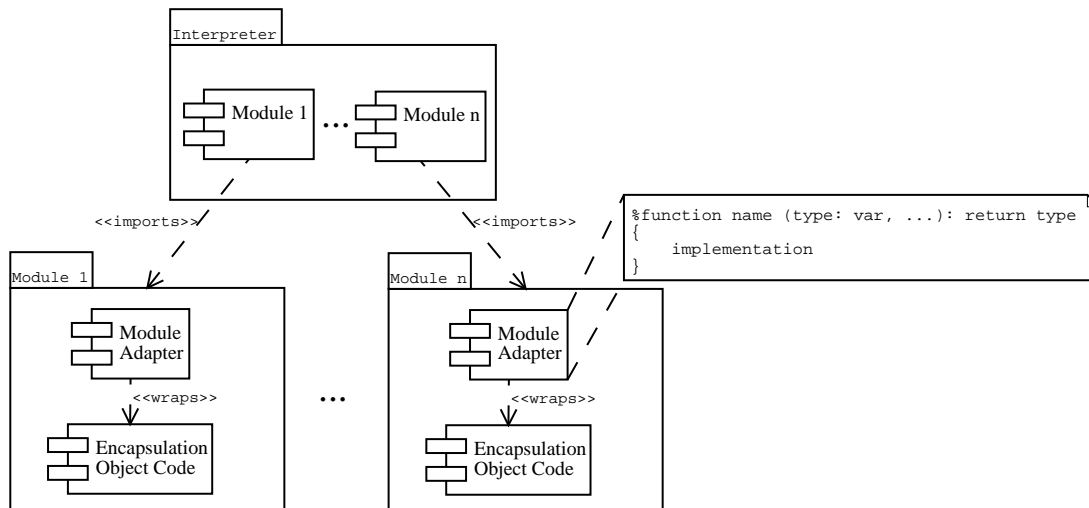 Interpreter
Module 1
...
Module n
<<imports>>
<<imports>>
%function name (type: var, ...): return type
{
implementation
}
Module 1
Module n
Module
Adapter
Module
Adapter
<<wraps>>
...
<<wraps>>
Encapsulation
Object Code
Encapsulation
Object Code